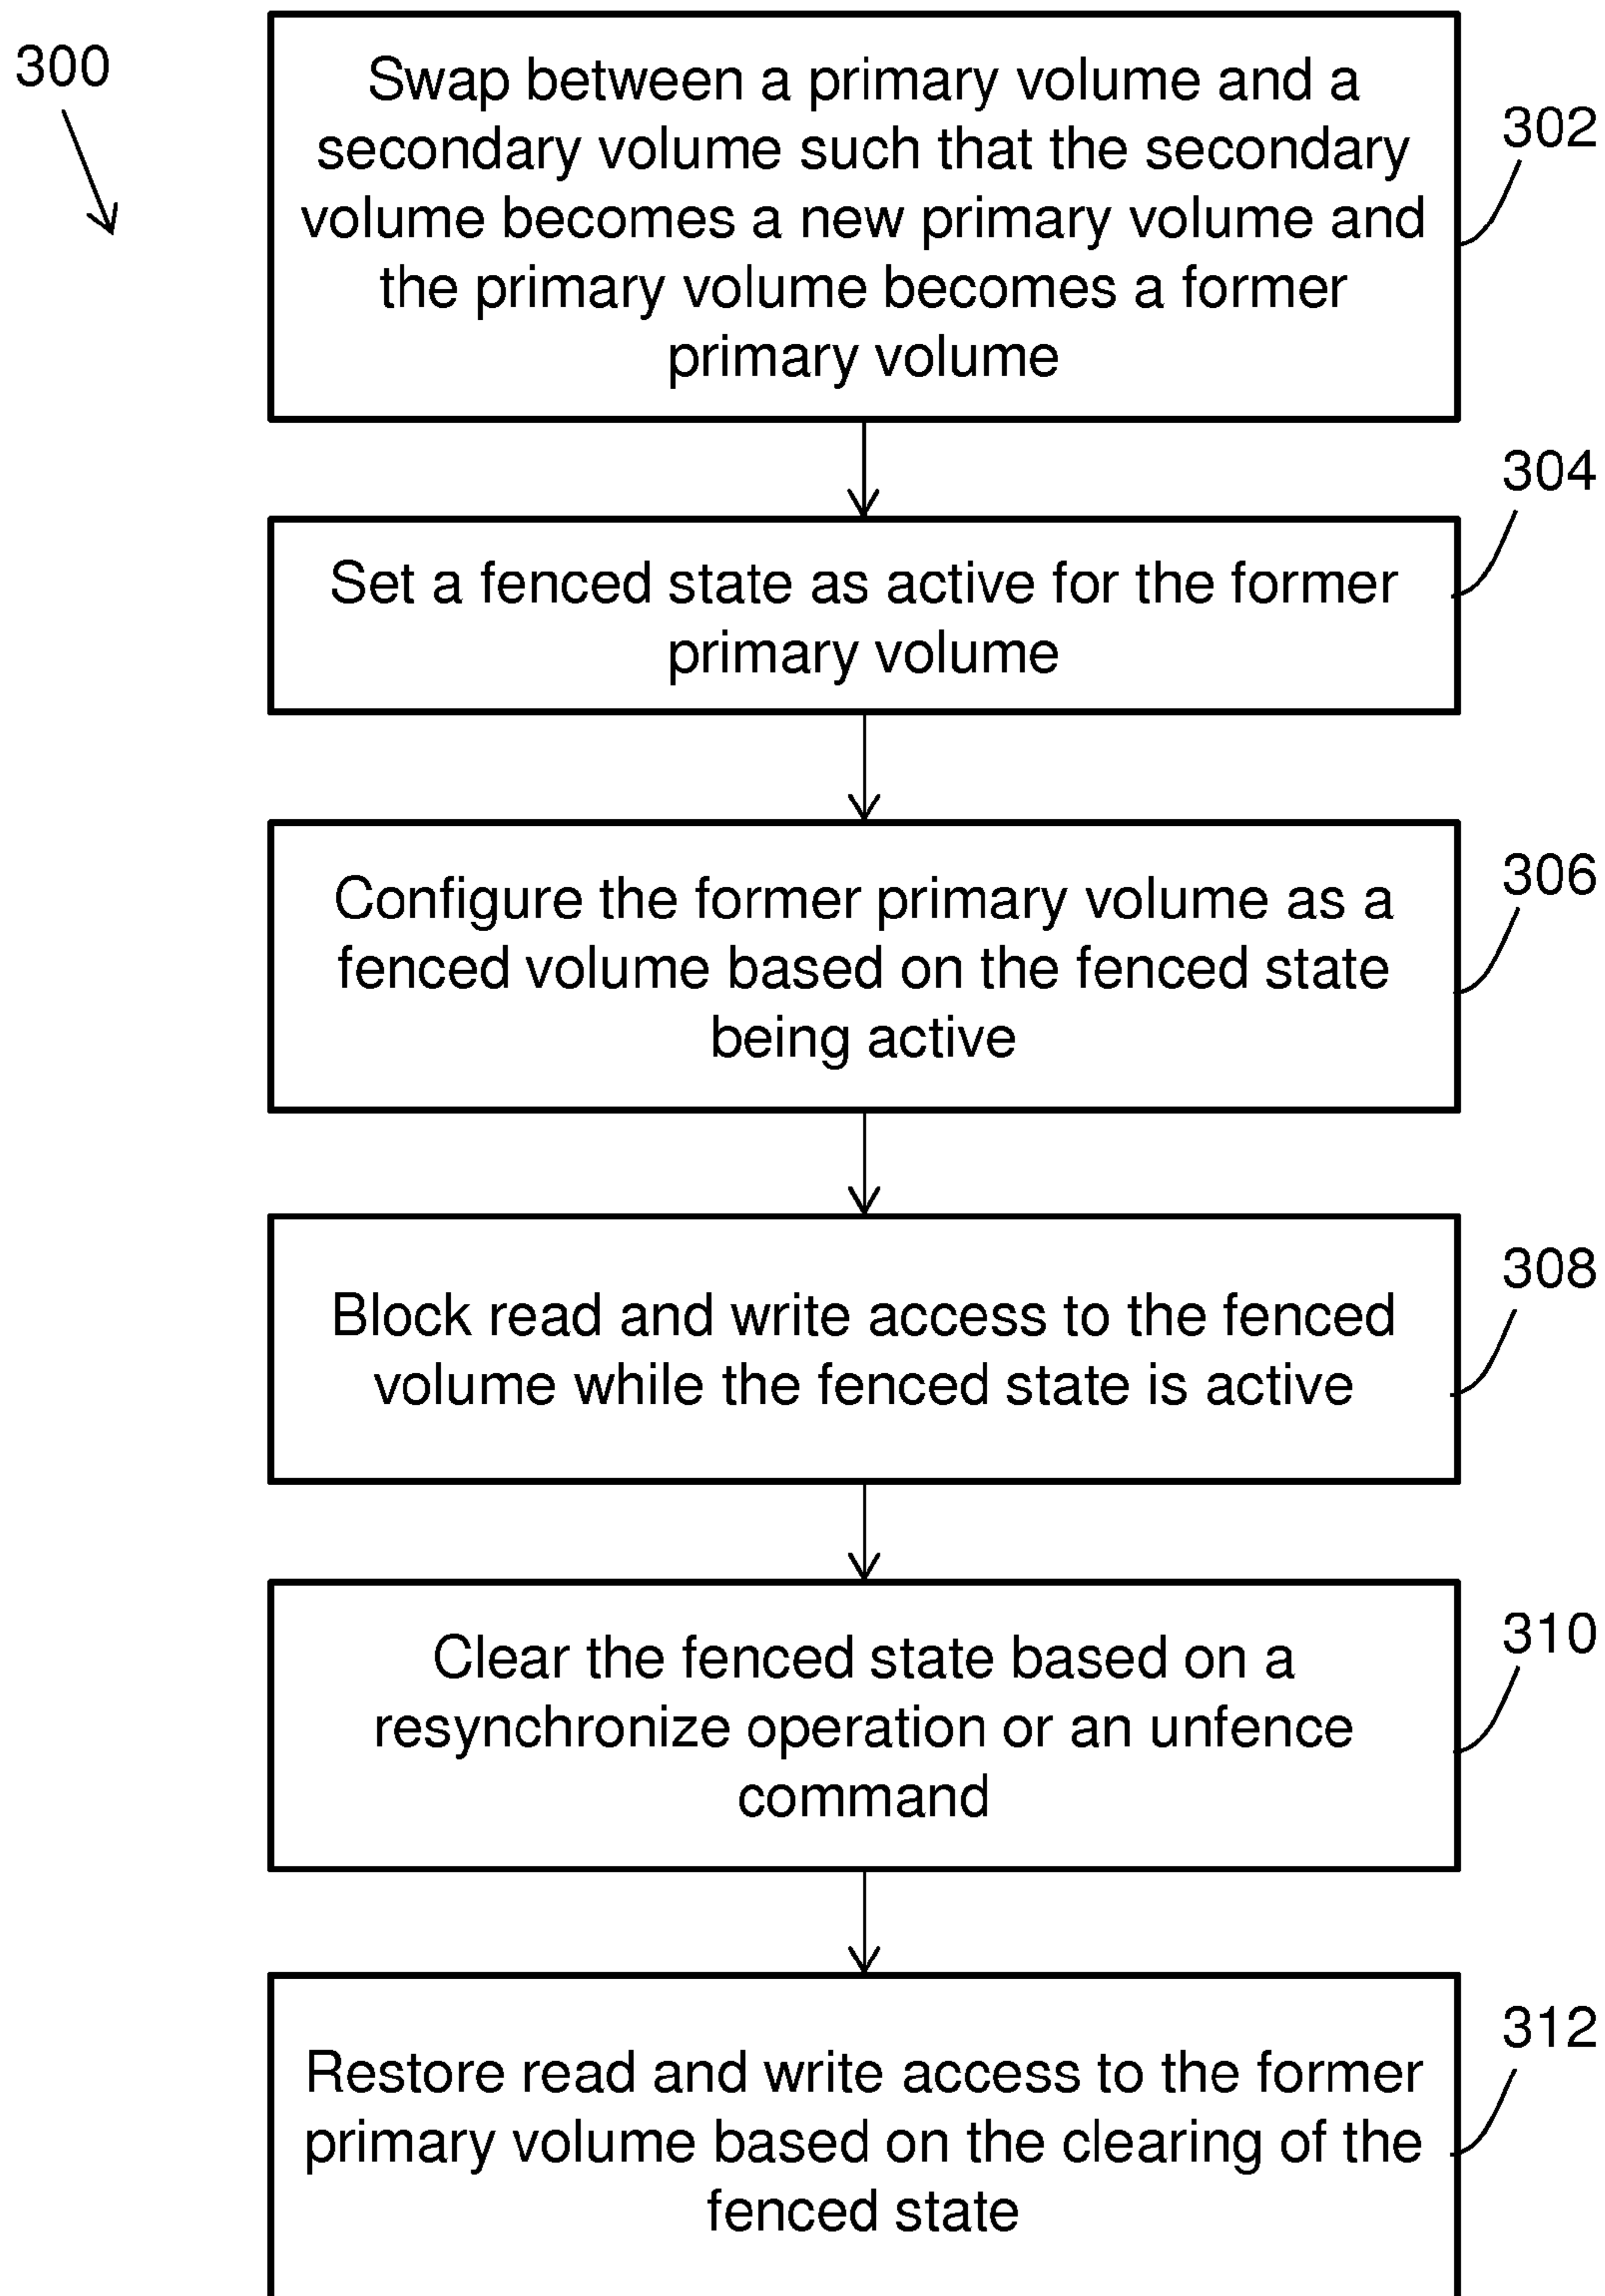 300
Swap between a primary volume and a
secondary volume such that the secondary
volume becomes a new primary volume and
the primary volume becomes a former
primary volume
302
Set a fenced state as active for the former
primary volume
304
Configure the former primary volume as a
fenced volume based on the fenced state
being active
306
Block read and write access to the fenced
volume while the fenced state is active
308
Clear the fenced state based on a
resynchronize operation or an unfence
command
310
Restore read and write access to the former
primary volume based on the clearing of the
fenced state
312